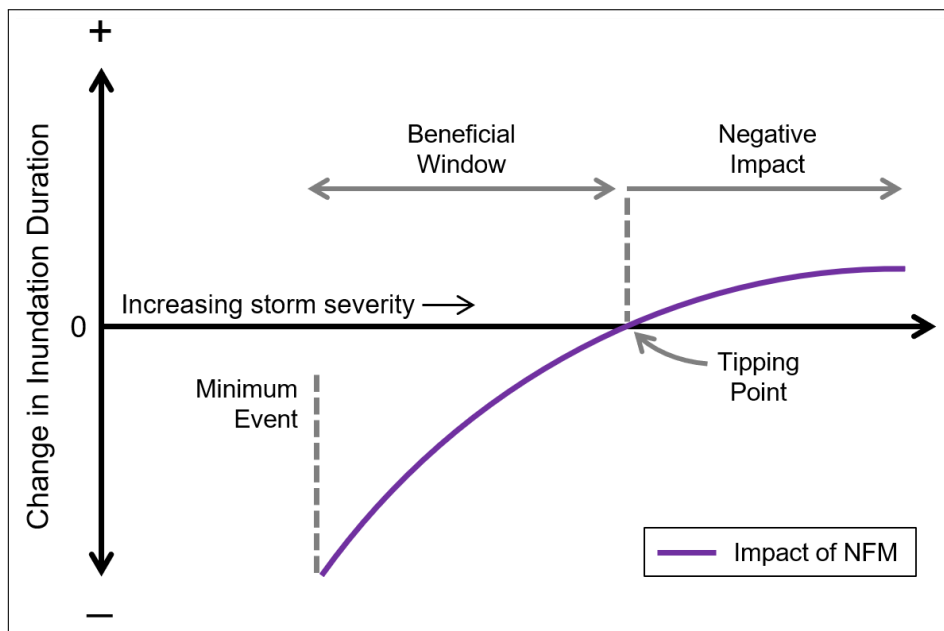 +
Beneficial
Window
Negative
Impact
Change in Inundation Duration
Increasing storm severity
0
Minimum
Event
Tipping
Point
Impact of NFM
–